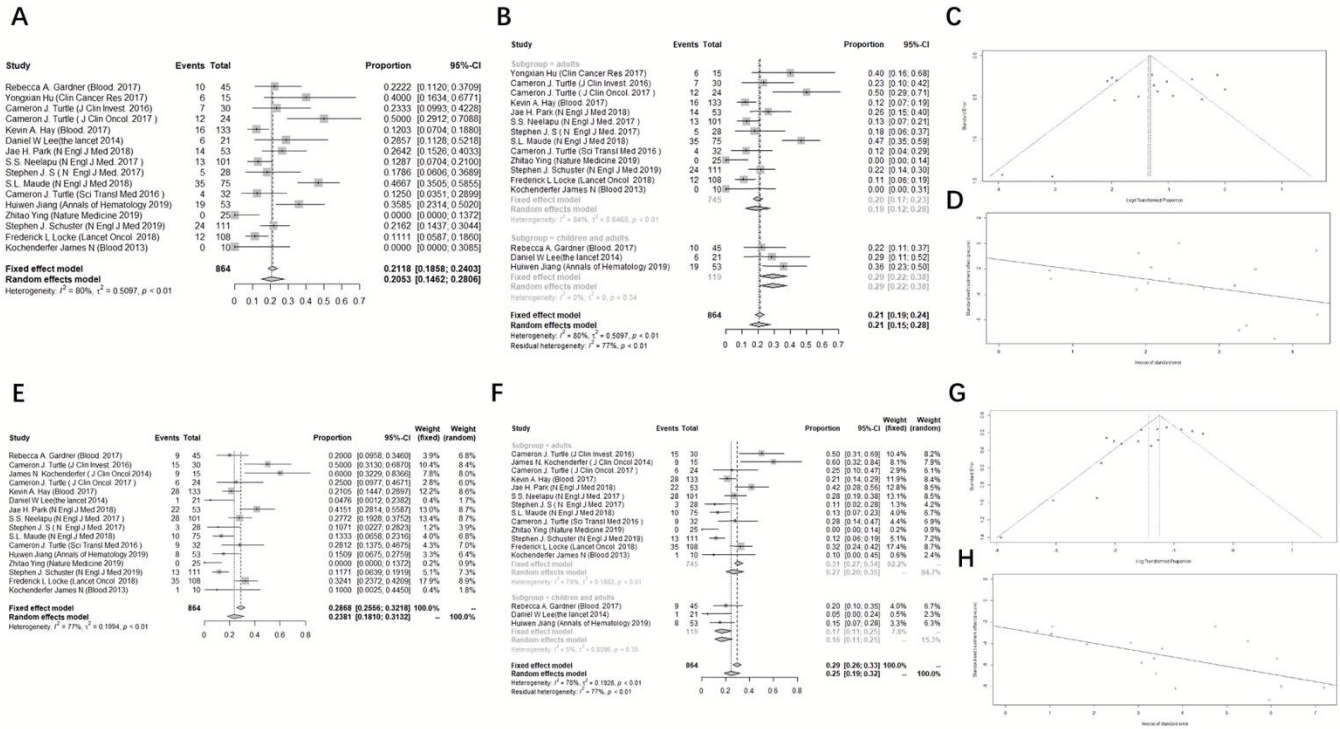 A
Study Events Total Proportion 95%-CI
Rebecca A. Gardner (Blood. 2017) 10 45 0.2222 [0.1120; 0.3709]
Yongxian Hu (Clin Cancer Res 2017) 6 15 0.4000 [0.1634; 0.6771]
Cameron J. Turtle (J Clin Invest. 2016) 7 30 0.2333 [0.0993; 0.4228]
Cameron J. Turtle ( J Clin Oncol. 2017 ) 12 24 0.5000 [0.2912; 0.7088]
Kevin A. Hay (Blood. 2017) 16 133 0.1203 [0.0704; 0.1880]
Daniel W Lee(the lancet 2014) 6 21 0.2857 [0.1128; 0.5218]
Jae H. Park (N Engl J Med 2018) 14 53 0.2642 [0.1526; 0.4033]
S.S. Neelapu (N Engl J Med. 2017 ) 13 101 0.1287 [0.0704; 0.2100]
Stephen J. S ( N Engl J Med. 2017) 5 28 0.1786 [0.0606; 0.3689]
S.L. Maude (N Engl J Med 2018) 35 75 0.4667 [0.3505; 0.5855]
Cameron J. Turtle (Sci Transl Med 2016 ) 4 32 0.1250 [0.0351; 0.2899]
Huiwen Jiang (Annals of Hematology 2019) 19 53 0.3585 [0.2314; 0.5020]
Zhitao Ying (Nature Medicine 2019) 0 25 0.0000 [0.0000; 0.1372]
Stephen J. Schuster (N Engl J Med 2019) 24 111 0.2162 [0.1437; 0.3044]
Frederick L Locke (Lancet Oncol 2018) 12 108 0.1111 [0.0587; 0.1860]
Kochenderfer James N (Blood 2013) 0 10 0.0000 [0.0000; 0.3085]
Fixed effect model 864 0.2118 [0.1858; 0.2403]
Random effects model 0.2053 [0.1462; 0.2806]
Heterogeneity: I² = 80%, τ² = 0.5097, p < 0.01
0 0.1 0.2 0.3 0.4 0.5 0.6 0.7
B
Study Events Total Proportion 95%-CI
Subgroup = adults
Yongxian Hu (Clin Cancer Res 2017) 6 15 0.40 [0.16; 0.68]
Cameron J. Turtle (J Clin Invest. 2016) 7 30 0.23 [0.10; 0.42]
Cameron J. Turtle ( J Clin Oncol. 2017 ) 12 24 0.50 [0.29; 0.71]
Kevin A. Hay (Blood. 2017) 16 133 0.12 [0.07; 0.19]
Jae H. Park (N Engl J Med 2018) 14 53 0.26 [0.15; 0.40]
S.S. Neelapu (N Engl J Med. 2017 ) 13 101 0.13 [0.07; 0.21]
Stephen J. S ( N Engl J Med. 2017) 5 28 0.18 [0.06; 0.37]
S.L. Maude (N Engl J Med 2018) 35 75 0.47 [0.35; 0.59]
Cameron J. Turtle (Sci Transl Med 2016 ) 4 32 0.12 [0.04; 0.29]
Zhitao Ying (Nature Medicine 2019) 0 25 0.00 [0.00; 0.14]
Stephen J. Schuster (N Engl J Med 2019) 24 111 0.22 [0.14; 0.30]
Frederick L Locke (Lancet Oncol 2018) 12 108 0.11 [0.06; 0.19]
Kochenderfer James N (Blood 2013) 0 10 0.00 [0.00; 0.31]
Fixed effect model 745 0.20 [0.17; 0.23]
Random effects model 0.19 [0.12; 0.28]
Heterogeneity: I² = 84%, τ² = 0.6468, p < 0.01
Subgroup = children and adults
Rebecca A. Gardner (Blood. 2017) 10 45 0.22 [0.11; 0.37]
Daniel W Lee(the lancet 2014) 6 21 0.29 [0.11; 0.52]
Huiwen Jiang (Annals of Hematology 2019) 19 53 0.36 [0.23; 0.50]
Fixed effect model 119 0.29 [0.22; 0.38]
Random effects model 0.29 [0.22; 0.38]
Heterogeneity: I² = 0%, τ² = 0, p = 0.34
Fixed effect model 864 0.21 [0.19; 0.24]
Random effects model 0.21 [0.15; 0.28]
Heterogeneity: I² = 80%, τ² = 0.5097, p < 0.01
Residual heterogeneity: I² = 77%, p < 0.01
0 0.1 0.2 0.3 0.4 0.5 0.6 0.7
C
Standard Error
-4 -3 -2 -1 0 1
Logit Transformed Proportion
D
0 1 2 3 4
Inverse of standard error
E
Study Events Total Proportion 95%-CI Weight (fixed) Weight (random)
Rebecca A. Gardner (Blood. 2017) 9 45 0.2000 [0.0958; 0.3460] 3.9% 6.8%
Cameron J. Turtle (J Clin Invest. 2016) 15 30 0.5000 [0.3130; 0.6870] 10.4% 8.4%
James N. Kochenderfer ( J Clin Oncol 2014) 9 15 0.6000 [0.3229; 0.8366] 7.8% 8.0%
Cameron J. Turtle ( J Clin Oncol. 2017 ) 6 24 0.2500 [0.0977; 0.4671]
Kevin A. Hay (Blood. 2017) 28 133 0.2105 [0.1447; 0.2897] 12.2% 8.6%
Daniel W Lee(the lancet 2014) 1 21 0.0476 [0.0012; 0.2382] 0.4% 1.8%
Jae H. Park (N Engl J Med 2018) 22 53 0.4151 [0.2814; 0.5587] 13.0% 8.7%
S.S. Neelapu (N Engl J Med. 2017 ) 28 101 0.2772 [0.1928; 0.3752] 13.4% 8.7%
Stephen J. S ( N Engl J Med. 2017) 3 28 0.1071 [0.0227; 0.2823] 1.2% 3.9%
S.L. Maude (N Engl J Med 2018) 10 75 0.1333 [0.0658; 0.2316]
Cameron J. Turtle (Sci Transl Med 2016 ) 9 32 0.2812 [0.1375; 0.4675]
Huiwen Jiang (Annals of Hematology 2019) 8 53 0.1509 [0.0675; 0.2759] 3.3% 6.4%
Zhitao Ying (Nature Medicine 2019) 0 25 0.0000 [0.0000; 0.1372] 0.2% 0.9%
Stephen J. Schuster (N Engl J Med 2019) 13 111 0.1171 [0.0639; 0.1919] 5.1% 7.3%
Frederick L Locke (Lancet Oncol 2018) 35 108 0.3241 [0.2372; 0.4209] 17.9% 8.9%
Kochenderfer James N (Blood 2013) 1 10 0.1000 [0.0025; 0.4450] 0.4% 1.8%
Fixed effect model 864 0.2868 [0.2556; 0.3218] 100.0% --
Random effects model 0.2381 [0.1810; 0.3132] -- 100.0%
Heterogeneity: I² = 77%, τ² = 0.1994, p < 0.01
0 0.2 0.4 0.6 0.8
F
Study Events Total Proportion 95%-CI Weight (fixed) Weight (random)
Subgroup = adults
Cameron J. Turtle (J Clin Invest. 2016) 15 30 0.50 [0.31; 0.69] 10.4% 8.2%
James N. Kochenderfer ( J Clin Oncol 2014) 9 15 0.60 [0.32; 0.84]
Cameron J. Turtle ( J Clin Oncol. 2017 ) 6 24 0.25 [0.10; 0.47]
Kevin A. Hay (Blood. 2017) 28 133 0.21 [0.14; 0.29] 11.9% 8.4%
Jae H. Park (N Engl J Med 2018) 22 53 0.42 [0.28; 0.56]
S.S. Neelapu (N Engl J Med. 2017 ) 28 101 0.28 [0.19; 0.38]
Stephen J. S ( N Engl J Med. 2017) 3 28 0.11 [0.02; 0.28]
S.L. Maude (N Engl J Med 2018) 10 75 0.13 [0.07; 0.23]
Cameron J. Turtle (Sci Transl Med 2016 ) 9 32 0.28 [0.14; 0.47]
Zhitao Ying (Nature Medicine 2019) 0 25 0.00 [0.00; 0.14]
Stephen J. Schuster (N Engl J Med 2019) 13 111 0.12 [0.06; 0.19]
Frederick L Locke (Lancet Oncol 2018) 35 108 0.32 [0.24; 0.42] 17.4% 8.7%
Kochenderfer James N (Blood 2013) 1 10 0.10 [0.00; 0.45] 0.6% 2.4%
Fixed effect model 745 0.31 [0.27; 0.34] 92.2% --
Random effects model 0.27 [0.20; 0.35] -- 84.7%
Subgroup = children and adults
Rebecca A. Gardner (Blood. 2017) 9 45 0.20 [0.10; 0.35] 4.0% 6.7%
Daniel W Lee(the lancet 2014) 1 21 0.05 [0.00; 0.24] 0.5% 2.3%
Huiwen Jiang (Annals of Hematology 2019) 8 53 0.15 [0.07; 0.28] 3.3% 6.3%
Fixed effect model 119 0.17 [0.11; 0.25] 7.8% --
Random effects model 0.16 [0.11; 0.25] -- 15.3%
Fixed effect model 864 0.29 [0.26; 0.33] 100.0% --
Random effects model 0.25 [0.19; 0.32] -- 100.0%
Heterogeneity: I² = 78%, τ² = 0.1928, p < 0.01
Residual heterogeneity: I² = 77%, p < 0.01
0 0.2 0.4 0.6 0.8
G
Standard Error
-4 -3 -2 -1 0 1
Log Transformed Proportion
H
0 1 2 3 4 5 6 7
Inverse of standard error